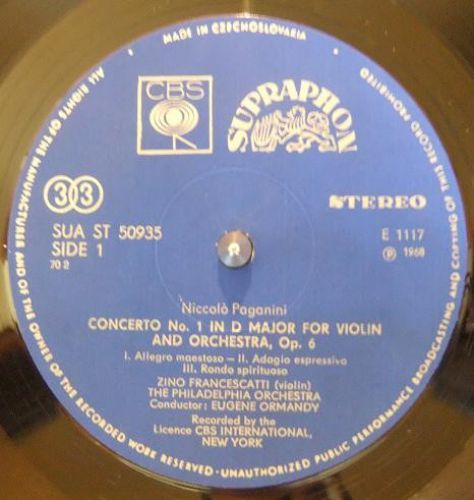 MADE IN CZECHOSLOVAKIA
ALL RIGHTS OF THE MANUFACTURER AND OF THE OWNER OF THE RECORDED WORK RESERVED - UNAUTHORIZED PUBLIC PERFORMANCE BROADCASTING AND COPYING OF THIS RECORD PROHIBITED
CBS
SUPRAPHON
33
STEREO
SUA ST 50935
SIDE 1
70 2
E 1117
℗ 1968
Niccolò Paganini
CONCERTO No. 1 IN D MAJOR FOR VIOLIN
AND ORCHESTRA, Op. 6
I. Allegro maestoso - II. Adagio espressivo
III. Rondo spirituoso
ZINO FRANCESCATTI (violin)
THE PHILADELPHIA ORCHESTRA
Conductor: EUGENE ORMANDY
Recorded by the
Licence CBS INTERNATIONAL,
NEW YORK